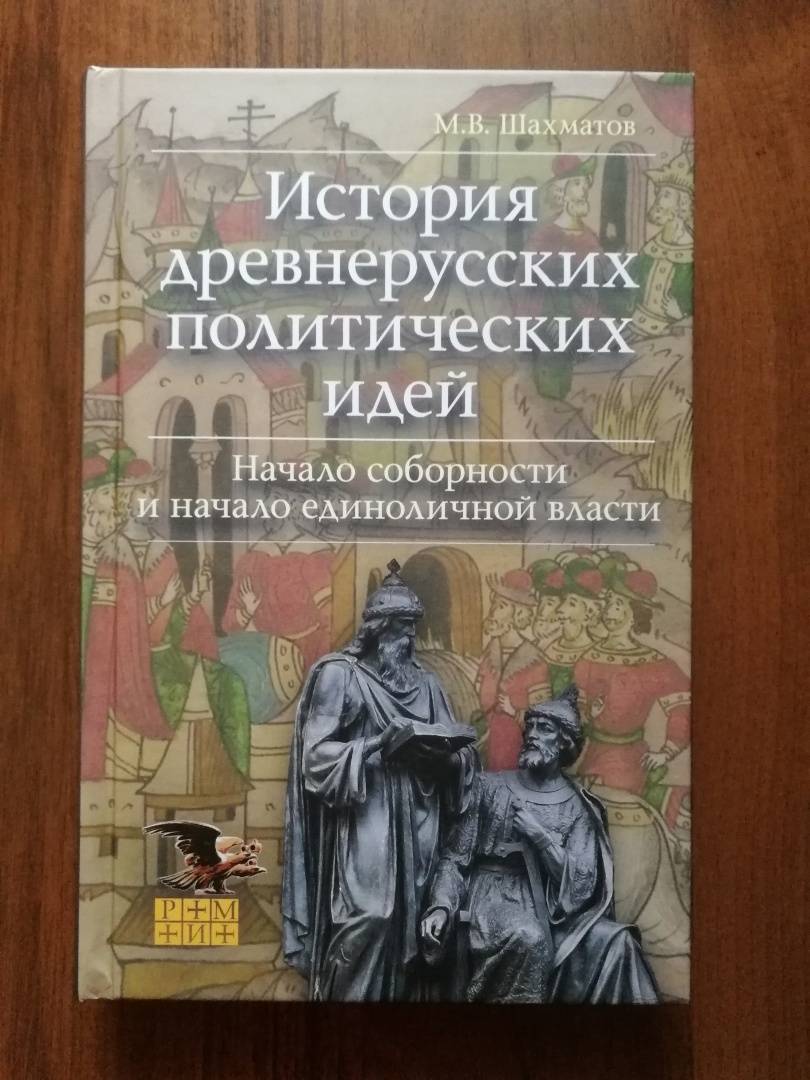 М.В. Шахматов
История
древнерусских
политических
идей
Начало соборности
и начало единоличной власти
Р+М
+И+